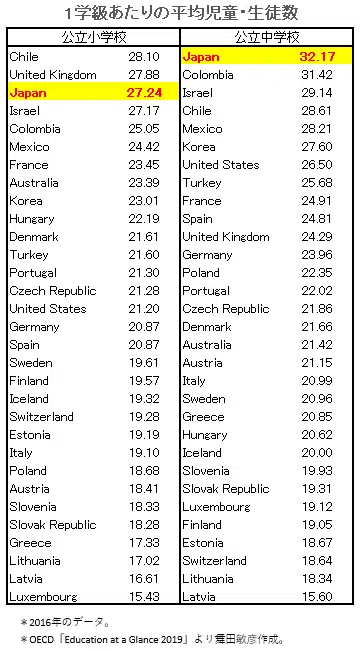 1学級あたりの平均児童・生徒数
公立小学校 公立中学校
Chile 28.10 Japan 32.17
United Kingdom 27.88 Colombia 31.42
Japan 27.24 Israel 29.14
Israel 27.17 Chile 28.61
Colombia 25.05 Mexico 28.21
Mexico 24.42 Korea 27.60
France 23.45 United States 26.50
Australia 23.39 Turkey 25.68
Korea 23.01 France 24.91
Hungary 22.19 Spain 24.81
Denmark 21.61 United Kingdom 24.29
Turkey 21.60 Germany 23.96
Portugal 21.30 Poland 22.35
Czech Republic 21.28 Portugal 22.02
United States 21.20 Czech Republic 21.86
Germany 20.87 Denmark 21.66
Spain 20.87 Australia 21.42
Sweden 19.61 Austria 21.15
Finland 19.57 Italy 20.99
Iceland 19.32 Sweden 20.96
Switzerland 19.28 Greece 20.85
Estonia 19.19 Hungary 20.62
Italy 19.10 Iceland 20.00
Poland 18.68 Slovenia 19.93
Austria 18.41 Slovak Republic 19.31
Slovenia 18.33 Luxembourg 19.12
Slovak Republic 18.28 Finland 19.05
Greece 17.33 Estonia 18.67
Lithuania 17.02 Switzerland 18.64
Latvia 16.61 Lithuania 18.34
Luxembourg 15.43 Latvia 15.60
＊2016年のデータ。
＊OECD「Education at a Glance 2019」より舞田敏彦作成。